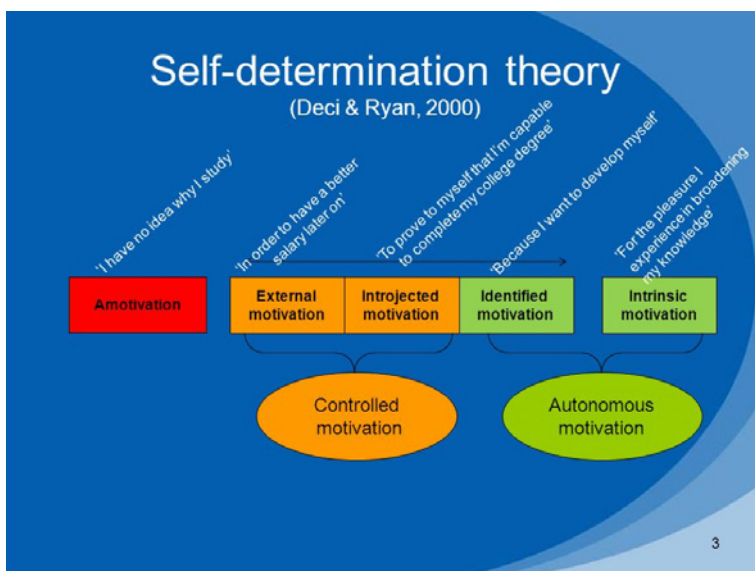 Self-determination theory
(Deci & Ryan, 2000)
'I have no idea why I study'
'In order to have a better
salary later on'
'To prove to myself that I'm capable
to complete my college degree'
'Because I want to develop myself'
'For the pleasure I
experience in broadening
my knowledge'
Amotivation
External
motivation
Introjected
motivation
Identified
motivation
Intrinsic
motivation
Controlled
motivation
Autonomous
motivation
3